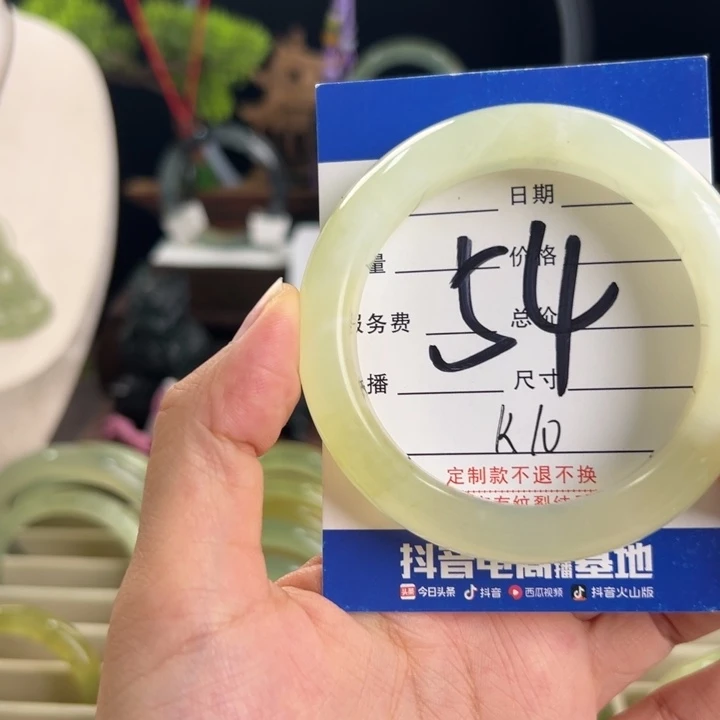 日期
量 价格
服务费 总价
播 尺寸
54
K10
定制款不退不换
抖音电商直播基地
今日头条 抖音 西瓜视频 抖音火山版